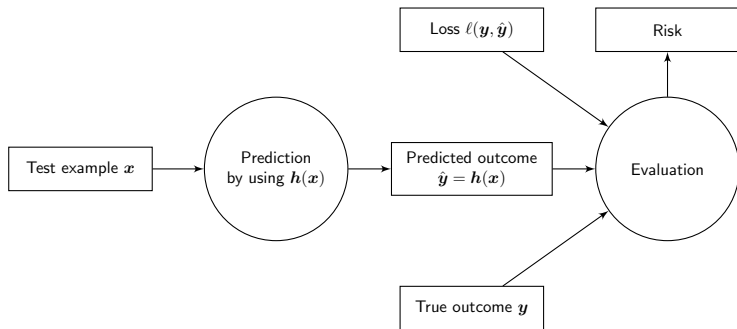 Loss ℓ(y, ŷ)
Risk
Test example x
Prediction
by using h(x)
Predicted outcome
ŷ = h(x)
Evaluation
True outcome y